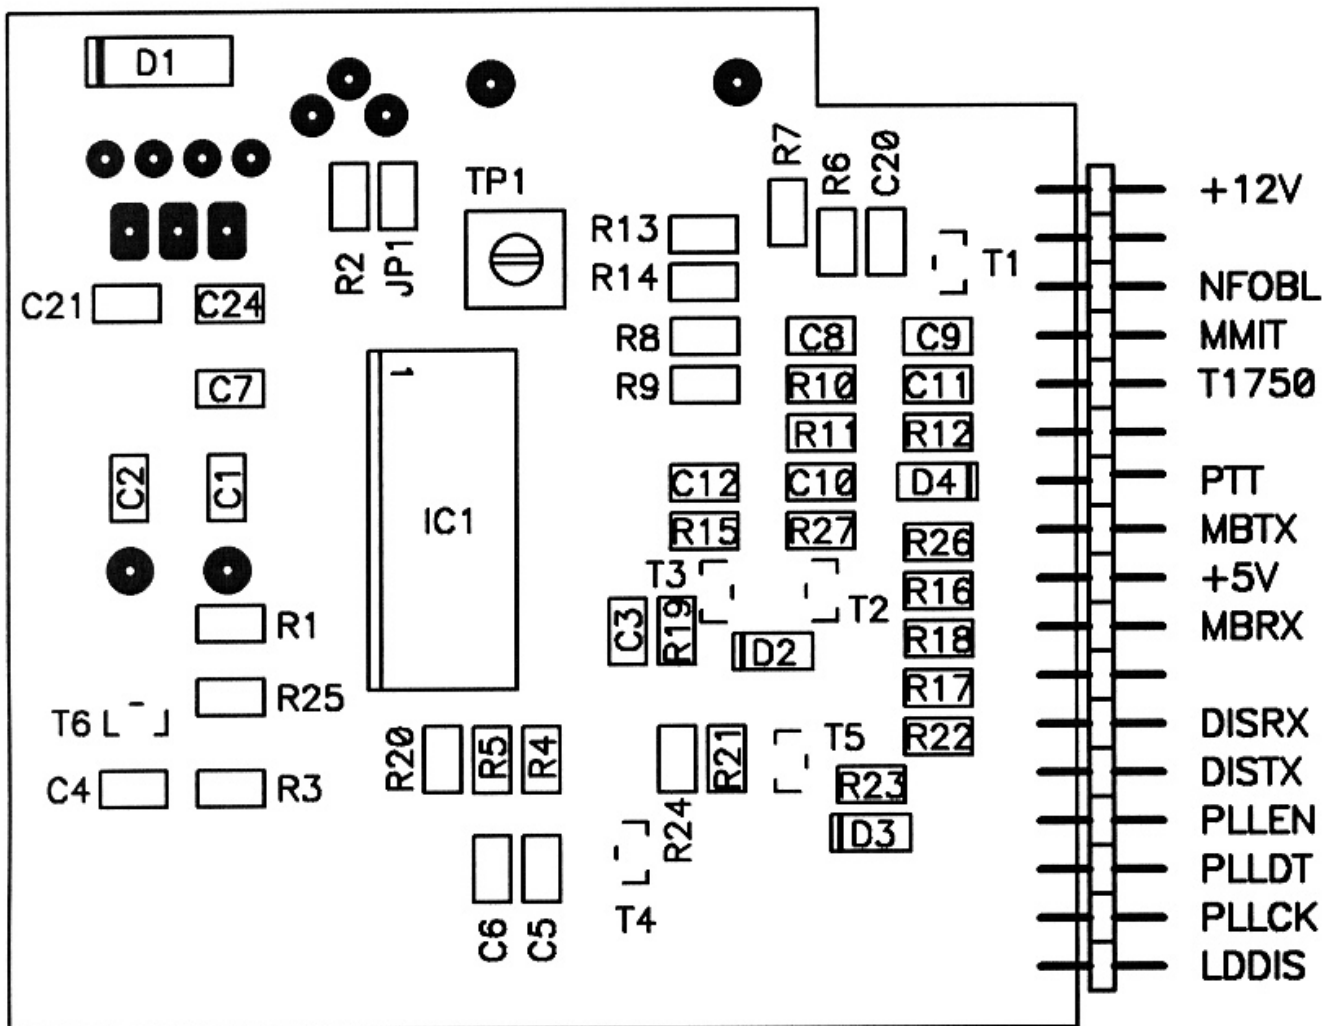 D1
R7
R6
C20
TP1
+12V
R13
R2
JP1
T1
R14
NFOBL
C21
C24
R8
C8
C9
MMIT
1
C7
R9
R10
C11
T1750
R11
R12
C2
C1
C12
C10
D4
PTT
IC1
R15
R27
R26
MBTX
T3
R16
+5V
T2
R1
C3
R19
R18
MBRX
D2
R25
R17
T6
DISRX
R20
R5
R4
R21
T5
R22
C4
R3
R23
DISTX
R24
D3
PLLEN
PLLDT
T4
C6
C5
PLLCK
LDDIS